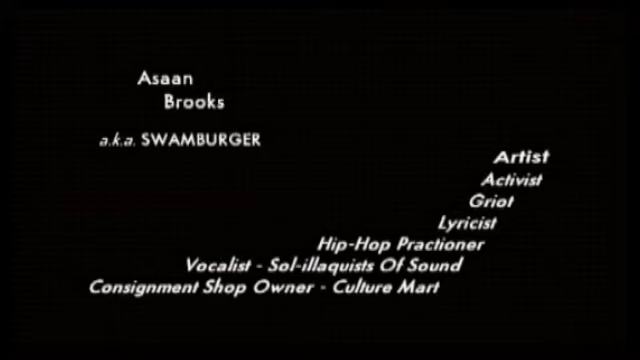 Asaan
Brooks
a.k.a. SWAMBURGER
Artist
Activist
Griot
Lyricist
Hip-Hop Practioner
Vocalist - Sol-illaquists Of Sound
Consignment Shop Owner - Culture Mart